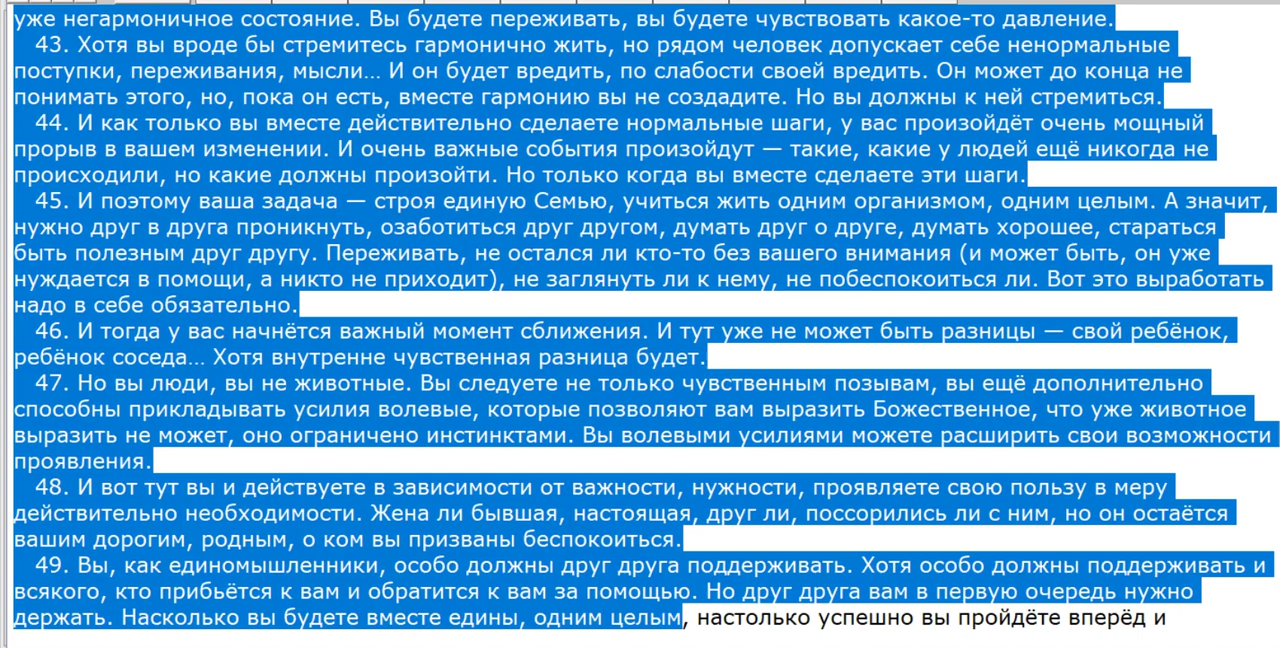 уже негармоничное состояние. Вы будете переживать, вы будете чувствовать какое-то давление.
43. Хотя вы вроде бы стремитесь гармонично жить, но рядом человек допускает себе ненормальные
поступки, переживания, мысли... И он будет вредить, по слабости своей вредить. Он может до конца не
понимать этого, но, пока он есть, вместе гармонию вы не создадите. Но вы должны к ней стремиться.
44. И как только вы вместе действительно сделаете нормальные шаги, у вас произойдёт очень мощный
прорыв в вашем изменении. И очень важные события произойдут — такие, какие у людей ещё никогда не
происходили, но какие должны произойти. Но только когда вы вместе сделаете эти шаги.
45. И поэтому ваша задача — строя единую Семью, учиться жить одним организмом, одним целым. А значит,
нужно друг в друга проникнуть, озаботиться друг другом, думать друг о друге, думать хорошее, стараться
быть полезным друг другу. Переживать, не остался ли кто-то без вашего внимания (и может быть, он уже
нуждается в помощи, а никто не приходит), не заглянуть ли к нему, не побеспокоиться ли. Вот это выработать
надо в себе обязательно.
46. И тогда у вас начнётся важный момент сближения. И тут уже не может быть разницы — свой ребёнок,
ребёнок соседа... Хотя внутренне чувственная разница будет.
47. Но вы люди, вы не животные. Вы следуете не только чувственным позывам, вы ещё дополнительно
способны прикладывать усилия волевые, которые позволяют вам выразить Божественное, что уже животное
выразить не может, оно ограничено инстинктами. Вы волевыми усилиями можете расширить свои возможности
проявления.
48. И вот тут вы и действуете в зависимости от важности, нужности, проявляете свою пользу в меру
действительно необходимости. Жена ли бывшая, настоящая, друг ли, поссорились ли с ним, но он остаётся
вашим дорогим, родным, о ком вы призваны беспокоиться.
49. Вы, как единомышленники, особо должны друг друга поддерживать. Хотя особо должны поддерживать и
всякого, кто прибьётся к вам и обратится к вам за помощью. Но друг друга вам в первую очередь нужно
держать. Насколько вы будете вместе едины, одним целым, настолько успешно вы пройдёте вперёд и